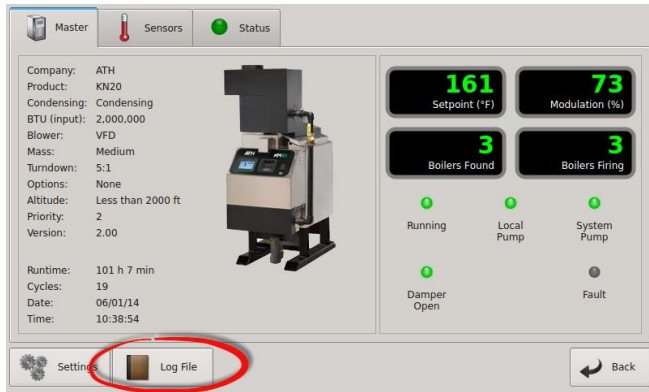 Master
Sensors
Status
Company: ATH
Product: KN20
Condensing: Condensing
BTU (input): 2,000,000
Blower: VFD
Mass: Medium
Turndown: 5:1
Options: None
Altitude: Less than 2000 ft
Priority: 2
Version: 2.00
Runtime: 101 h 7 min
Cycles: 19
Date: 06/01/14
Time: 10:38:54
161
Setpoint (°F)
73
Modulation (%)
3
Boilers Found
3
Boilers Firing
Running
Local
Pump
System
Pump
Damper
Open
Fault
Settings
Log File
Back